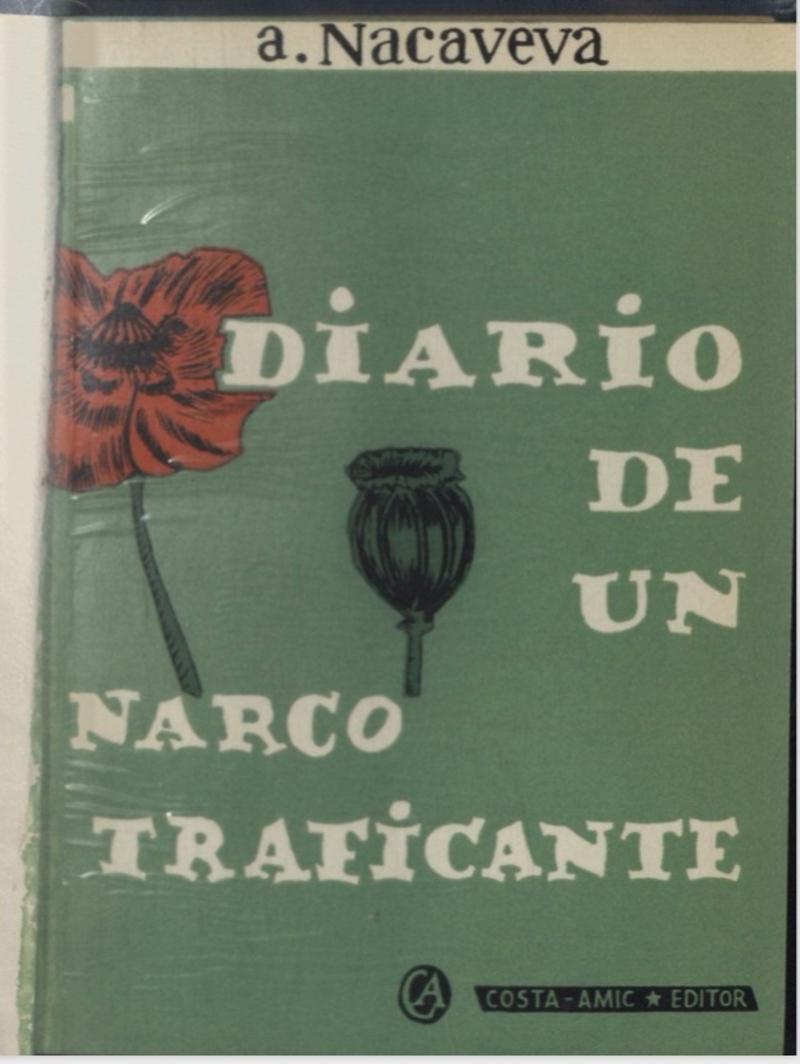 a. Nacaveva
DiARiO
DE
UN
NARCO
TRAFiCANTE
CA COSTA-AMIC ★ EDITOR